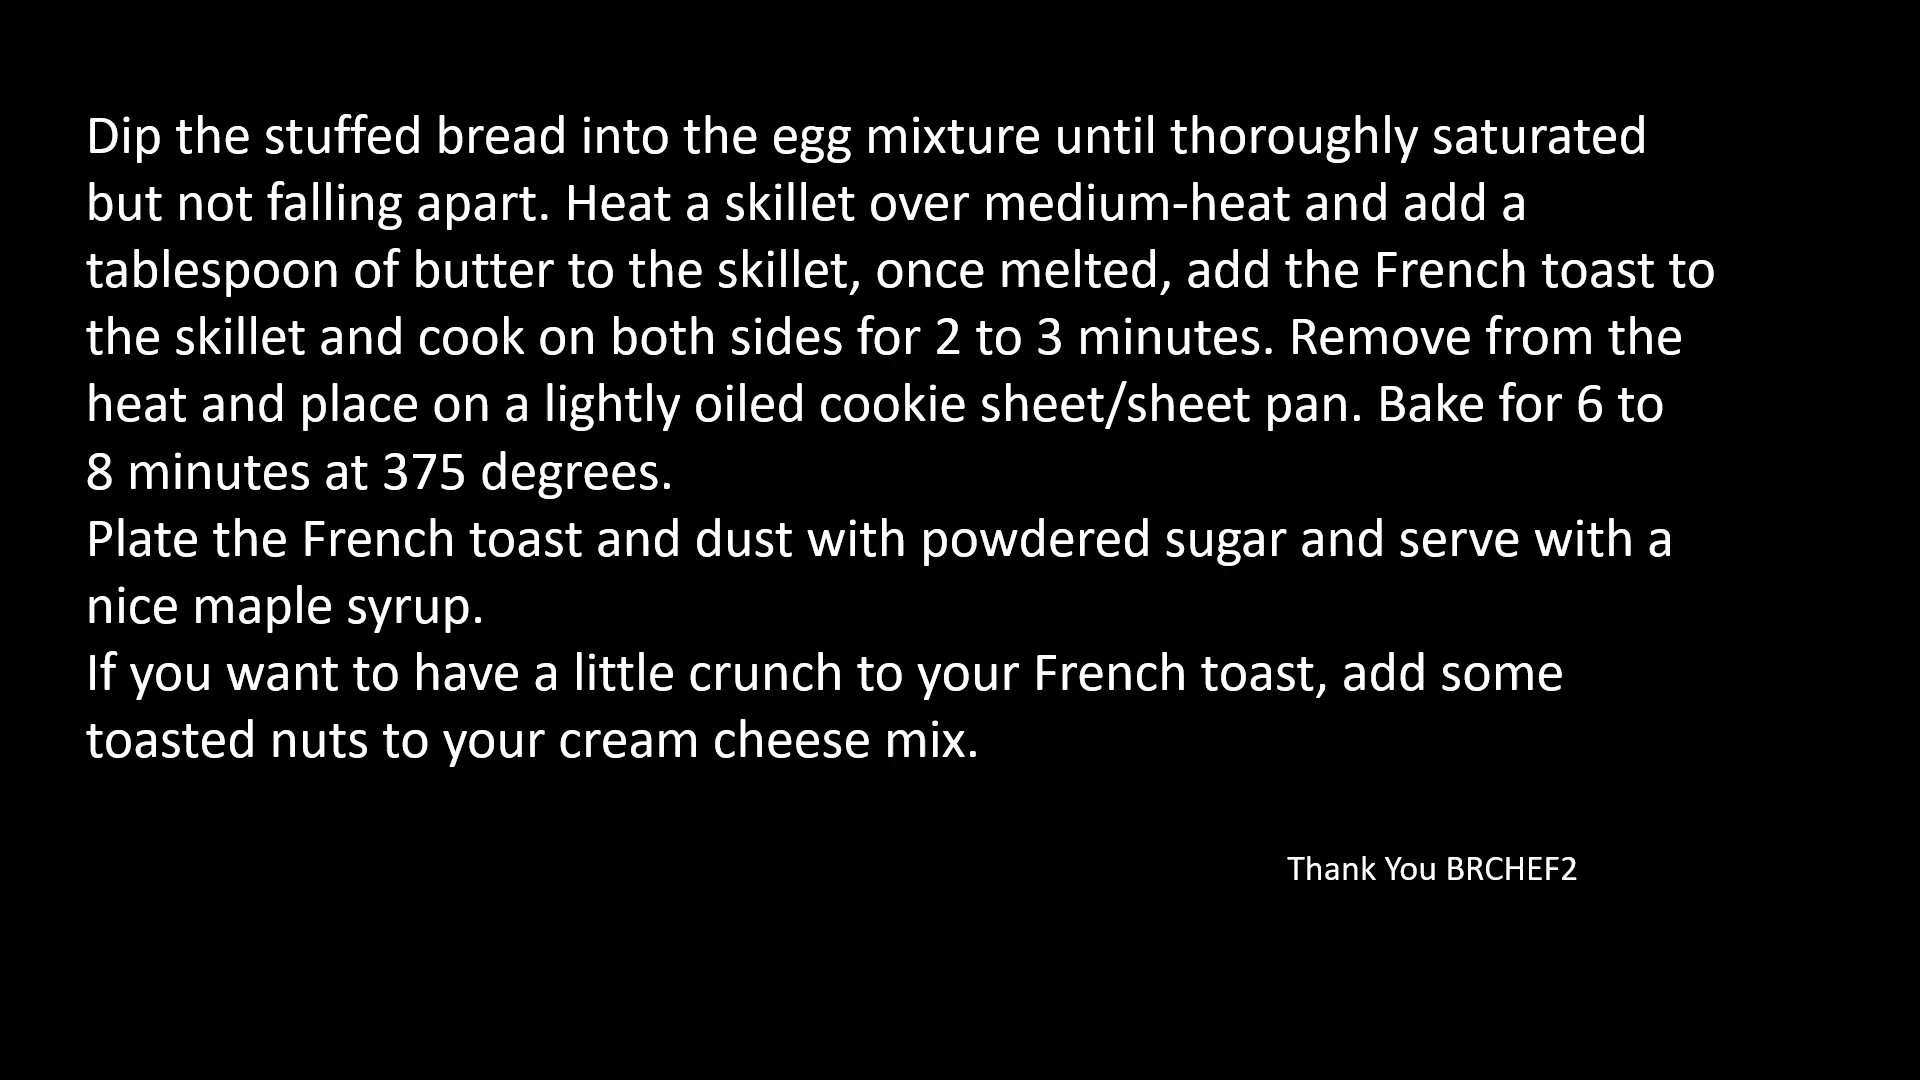 Dip the stuffed bread into the egg mixture until thoroughly saturated
but not falling apart. Heat a skillet over medium-heat and add a
tablespoon of butter to the skillet, once melted, add the French toast to
the skillet and cook on both sides for 2 to 3 minutes. Remove from the
heat and place on a lightly oiled cookie sheet/sheet pan. Bake for 6 to
8 minutes at 375 degrees.
Plate the French toast and dust with powdered sugar and serve with a
nice maple syrup.
If you want to have a little crunch to your French toast, add some
toasted nuts to your cream cheese mix.
Thank You BRCHEF2